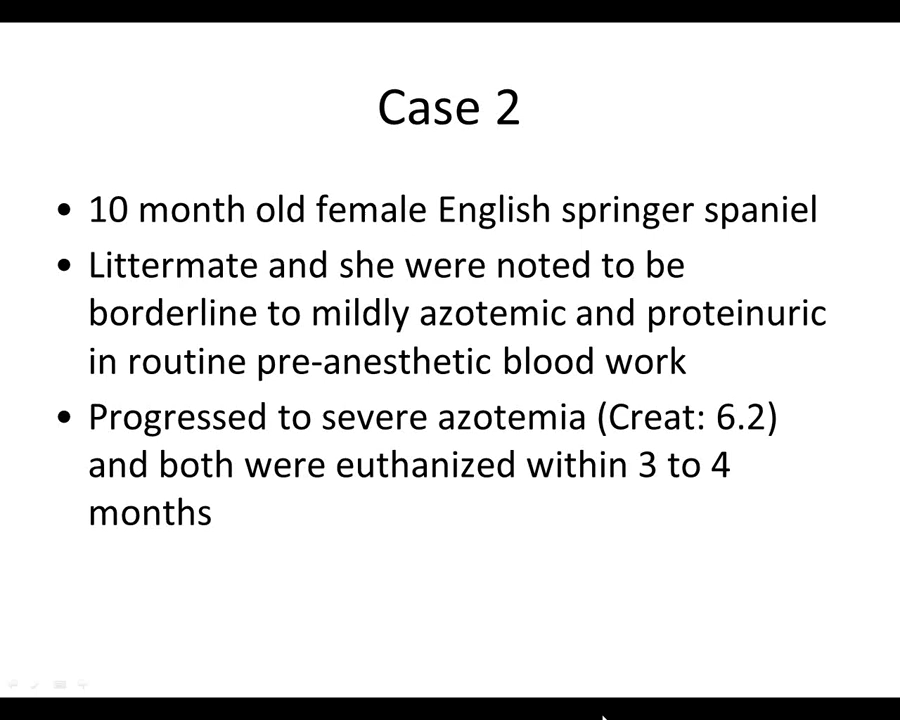 Case 2
• 10 month old female English springer spaniel
• Littermate and she were noted to be
borderline to mildly azotemic and proteinuric
in routine pre-anesthetic blood work
• Progressed to severe azotemia (Creat: 6.2)
and both were euthanized within 3 to 4
months